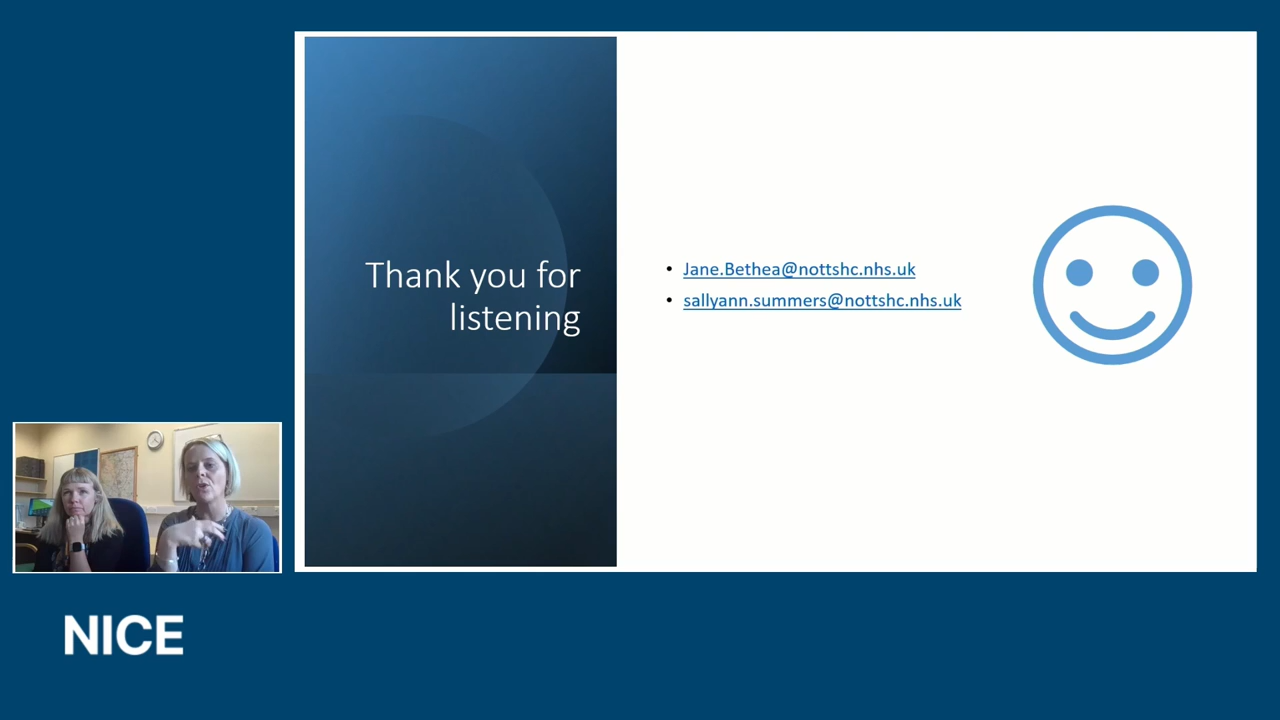 Thank you for
listening
Jane.Bethea@nottshc.nhs.uk
sallyann.summers@nottshc.nhs.uk
NICE